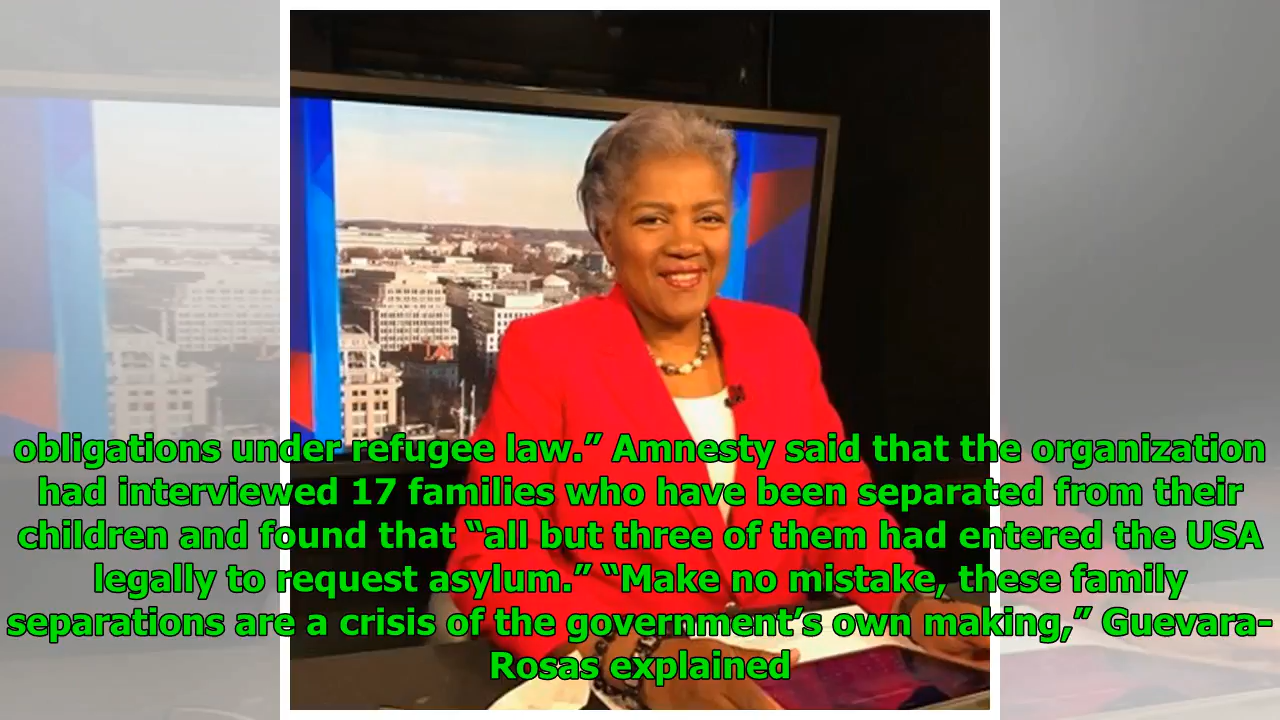 obligations under refugee law.” Amnesty said that the organization
had interviewed 17 families who have been separated from their
children and found that “all but three of them had entered the USA
legally to request asylum.” “Make no mistake, these family
separations are a crisis of the government’s own making,” Guevara-
Rosas explained